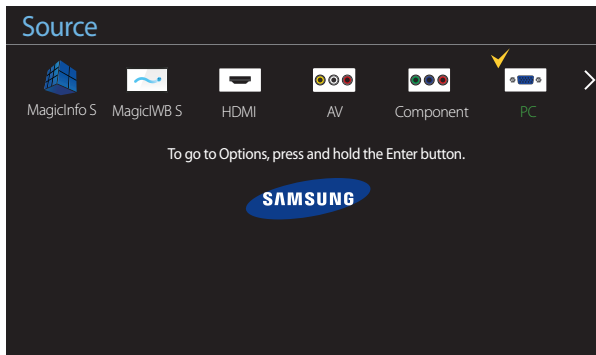 Source
MagicInfo S MagicIWB S HDMI AV Component PC
To go to Options, press and hold the Enter button.
SAMSUNG